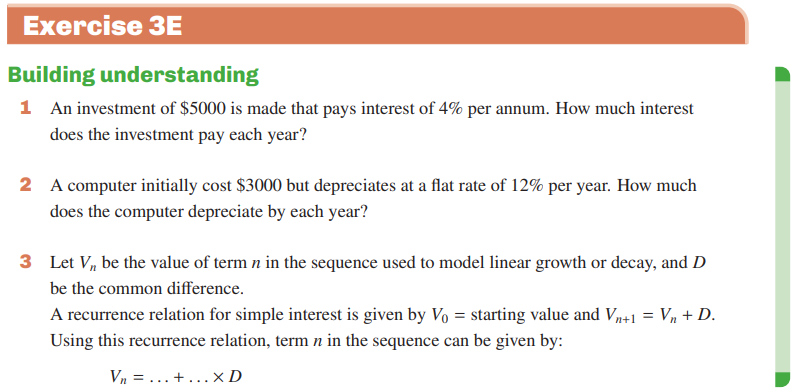 Exercise 3E
Building understanding
1 An investment of $5000 is made that pays interest of 4% per annum. How much interest
does the investment pay each year?
2 A computer initially cost $3000 but depreciates at a flat rate of 12% per year. How much
does the computer depreciate by each year?
3 Let Vₙ be the value of term n in the sequence used to model linear growth or decay, and D
be the common difference.
A recurrence relation for simple interest is given by V₀ = starting value and Vₙ₊₁ = Vₙ + D.
Using this recurrence relation, term n in the sequence can be given by:
Vₙ = . . . + . . . × D